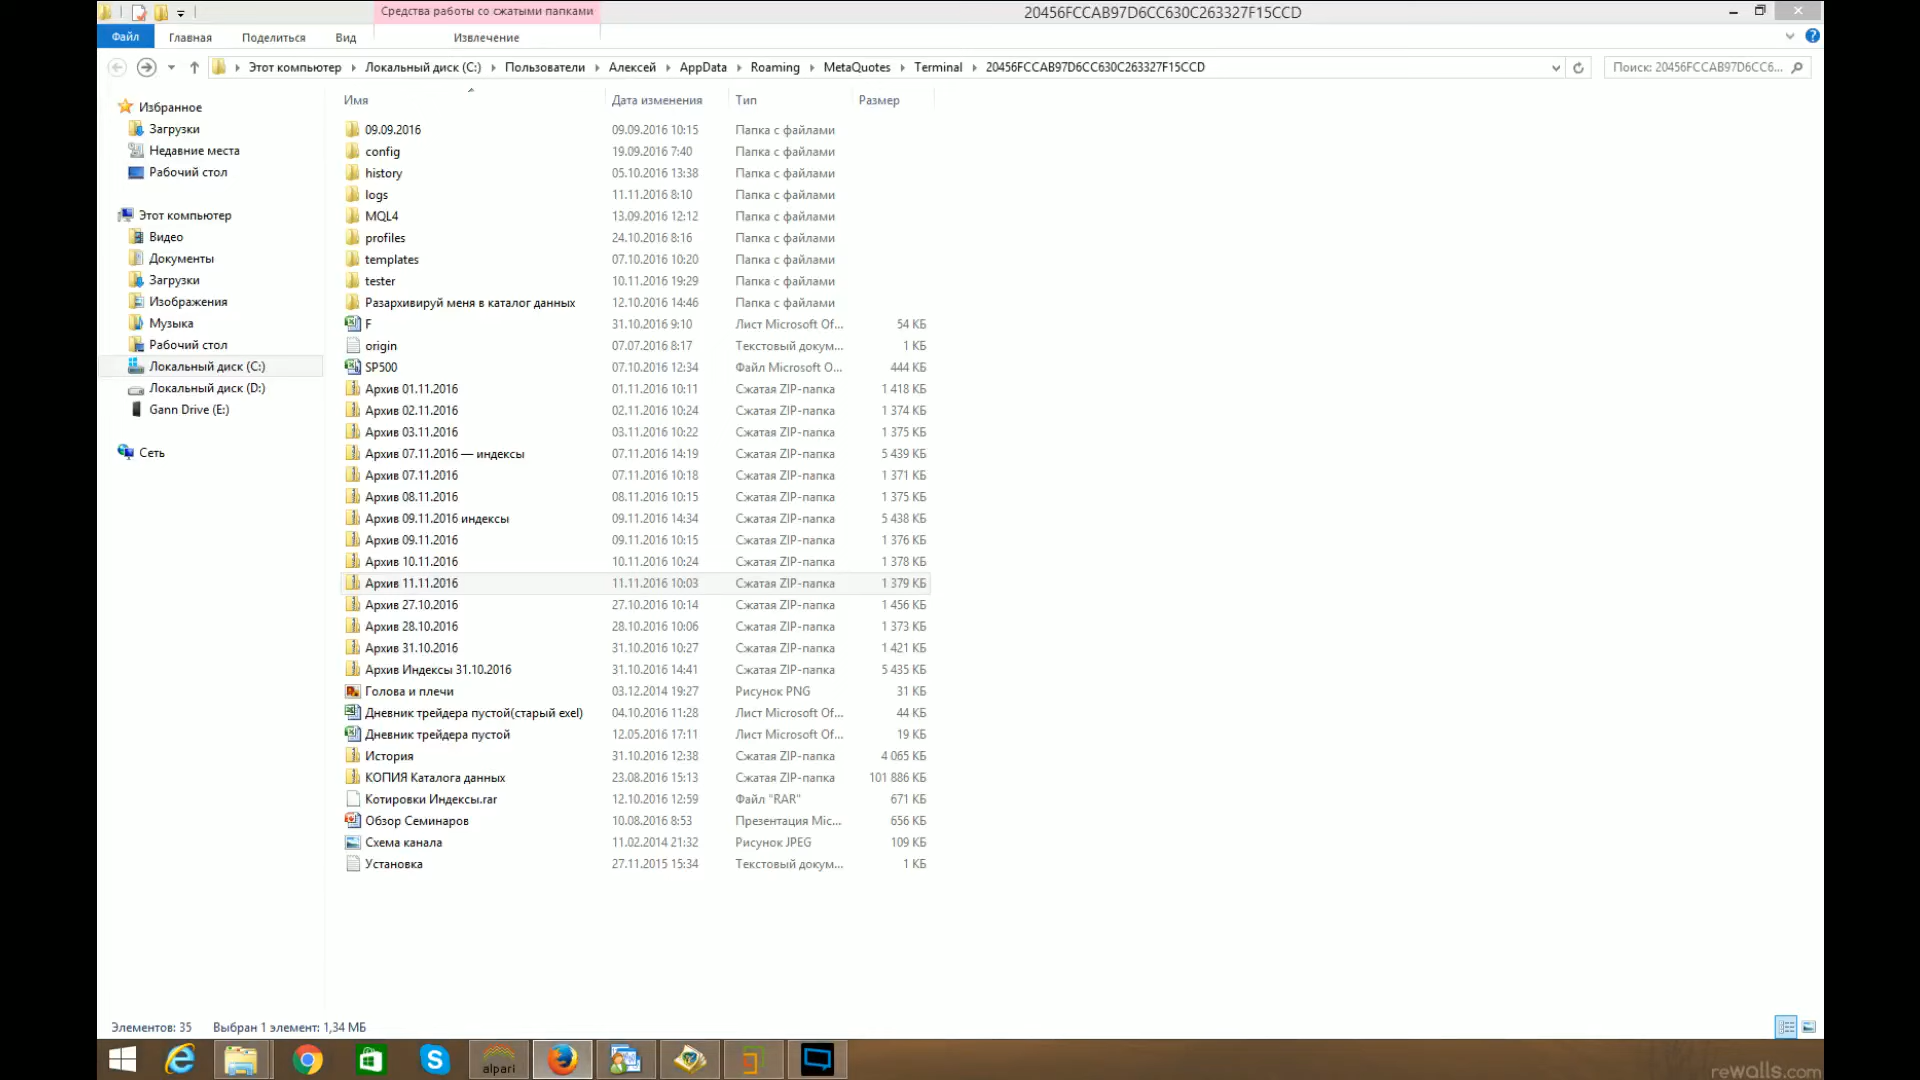 Средства работы со сжатыми папками
20456FCCAB97D6CC630C263327F15CCD
Файл Главная Поделиться Вид Извлечение
Этот компьютер Локальный диск (C:) Пользователи Алексей AppData Roaming MetaQuotes Terminal 20456FCCAB97D6CC630C263327F15CCD
Поиск: 20456FCCAB97D6CC6...
Избранное
Загрузки
Недавние места
Рабочий стол
Этот компьютер
Видео
Документы
Загрузки
Изображения
Музыка
Рабочий стол
Локальный диск (C:)
Локальный диск (D:)
Gann Drive (E:)
Сеть
Имя Дата изменения Тип Размер
09.09.2016 09.09.2016 10:15 Папка с файлами
config 19.09.2016 7:40 Папка с файлами
history 05.10.2016 13:38 Папка с файлами
logs 11.11.2016 8:10 Папка с файлами
MQL4 13.09.2016 12:12 Папка с файлами
profiles 24.10.2016 8:16 Папка с файлами
templates 07.10.2016 10:20 Папка с файлами
tester 10.11.2016 19:29 Папка с файлами
Разархивируй меня в каталог данных 12.10.2016 14:46 Папка с файлами
F 31.10.2016 9:10 Лист Microsoft Of... 54 КБ
origin 07.07.2016 8:17 Текстовый докум... 1 КБ
SP500 07.10.2016 12:34 Файл Microsoft O... 444 КБ
Архив 01.11.2016 01.11.2016 10:11 Сжатая ZIP-папка 1 418 КБ
Архив 02.11.2016 02.11.2016 10:24 Сжатая ZIP-папка 1 374 КБ
Архив 03.11.2016 03.11.2016 10:22 Сжатая ZIP-папка 1 375 КБ
Архив 07.11.2016 — индексы 07.11.2016 14:19 Сжатая ZIP-папка 5 439 КБ
Архив 07.11.2016 07.11.2016 10:18 Сжатая ZIP-папка 1 371 КБ
Архив 08.11.2016 08.11.2016 10:15 Сжатая ZIP-папка 1 375 КБ
Архив 09.11.2016 индексы 09.11.2016 14:34 Сжатая ZIP-папка 5 438 КБ
Архив 09.11.2016 09.11.2016 10:15 Сжатая ZIP-папка 1 376 КБ
Архив 10.11.2016 10.11.2016 10:24 Сжатая ZIP-папка 1 378 КБ
Архив 11.11.2016 11.11.2016 10:03 Сжатая ZIP-папка 1 379 КБ
Архив 27.10.2016 27.10.2016 10:14 Сжатая ZIP-папка 1 456 КБ
Архив 28.10.2016 28.10.2016 10:06 Сжатая ZIP-папка 1 373 КБ
Архив 31.10.2016 31.10.2016 10:27 Сжатая ZIP-папка 1 421 КБ
Архив Индексы 31.10.2016 31.10.2016 14:41 Сжатая ZIP-папка 5 435 КБ
Голова и плечи 03.12.2014 19:27 Рисунок PNG 31 КБ
Дневник трейдера пустой(старый exel) 04.10.2016 11:28 Лист Microsoft Of... 44 КБ
Дневник трейдера пустой 12.05.2016 17:11 Лист Microsoft Of... 19 КБ
История 31.10.2016 12:38 Сжатая ZIP-папка 4 065 КБ
КОПИЯ Каталога данных 23.08.2016 15:13 Сжатая ZIP-папка 101 886 КБ
Котировки Индексы.rar 12.10.2016 12:59 Файл "RAR" 671 КБ
Обзор Семинаров 10.08.2016 8:53 Презентация Mic... 656 КБ
Схема канала 11.02.2014 21:32 Рисунок JPEG 109 КБ
Установка 27.11.2015 15:34 Текстовый докум... 1 КБ
Элементов: 35 Выбран 1 элемент: 1,34 МБ
alpari
rewalls.com